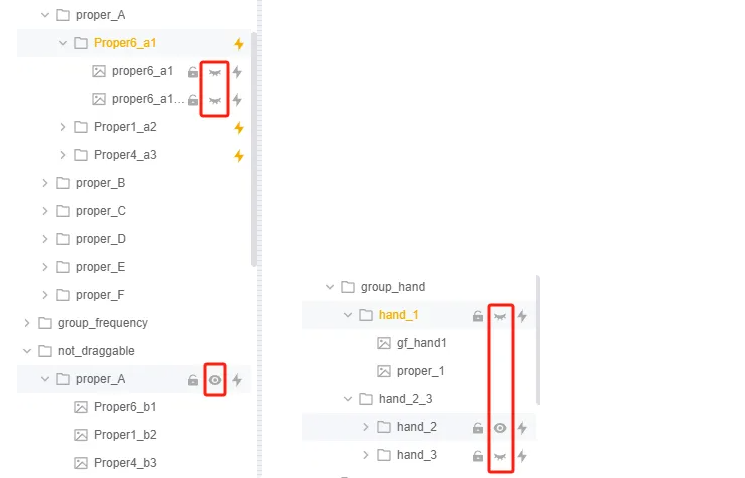 proper_A
Proper6_a1
proper6_a1
proper6_a1...
Proper1_a2
Proper4_a3
proper_B
proper_C
proper_D
proper_E
proper_F
group_frequency
not_draggable
proper_A
Proper6_b1
Proper1_b2
Proper4_b3
group_hand
hand_1
gf_hand1
proper_1
hand_2_3
hand_2
hand_3